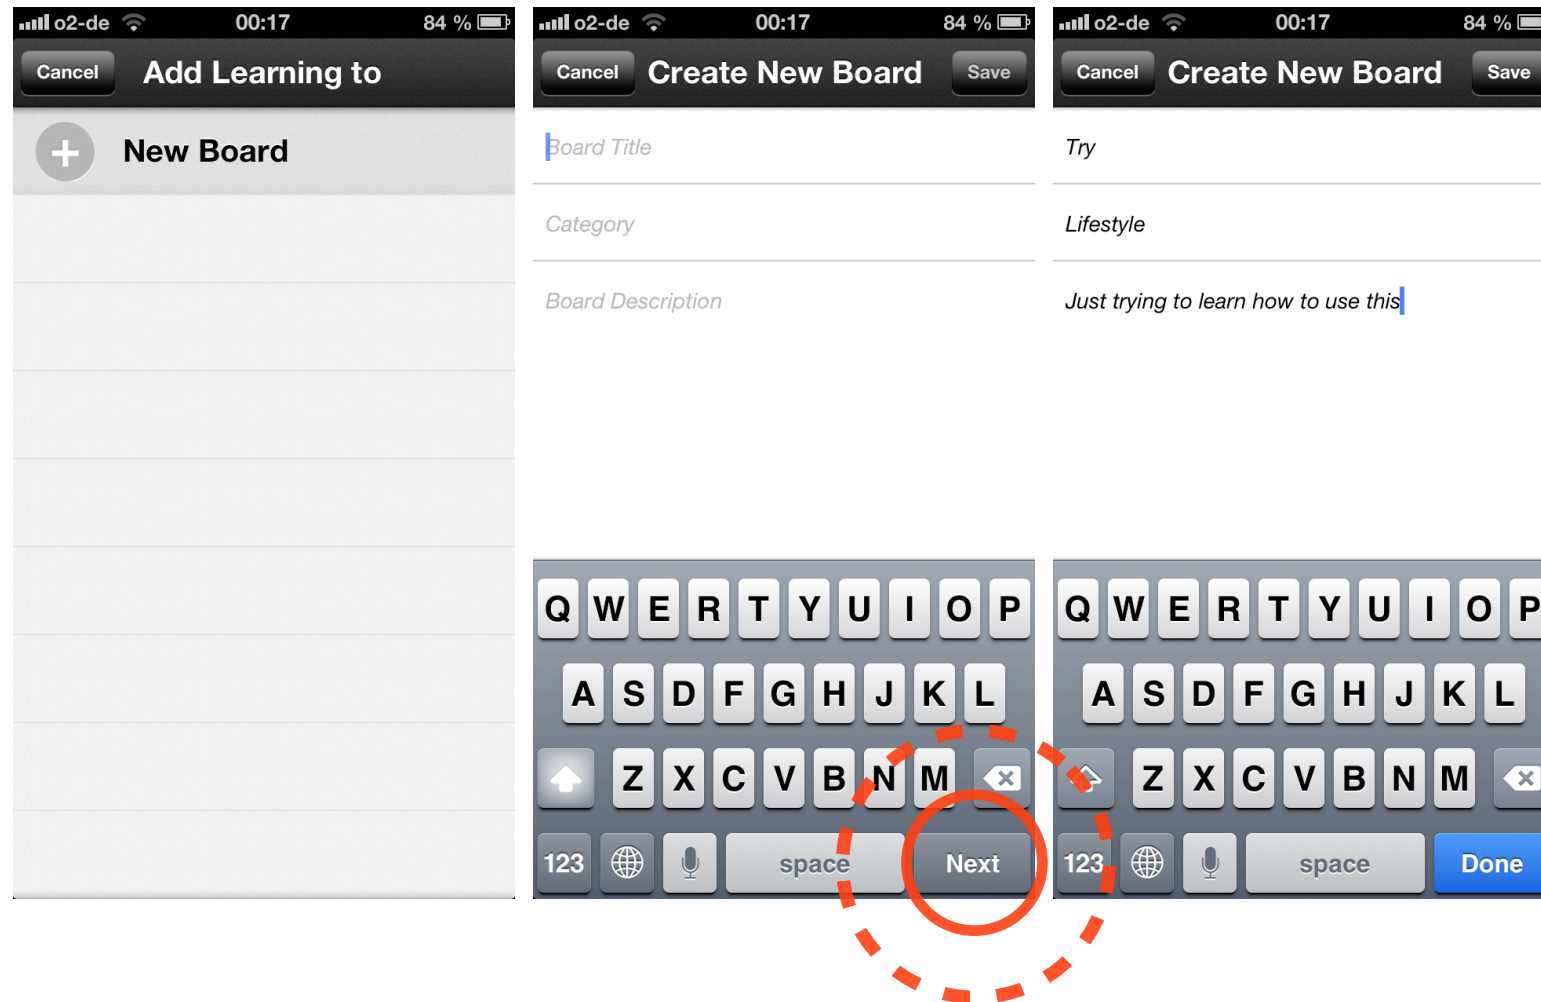 o2-de 00:17 84 %
Cancel Add Learning to
New Board
o2-de 00:17 84 %
Cancel Create New Board Save
Board Title
Category
Board Description
Q W E R T Y U I O P
A S D F G H J K L
Z X C V B N M
123 space Next
o2-de 00:17 84 %
Cancel Create New Board Save
Try
Lifestyle
Just trying to learn how to use this
Q W E R T Y U I O P
A S D F G H J K L
Z X C V B N M
123 space Done